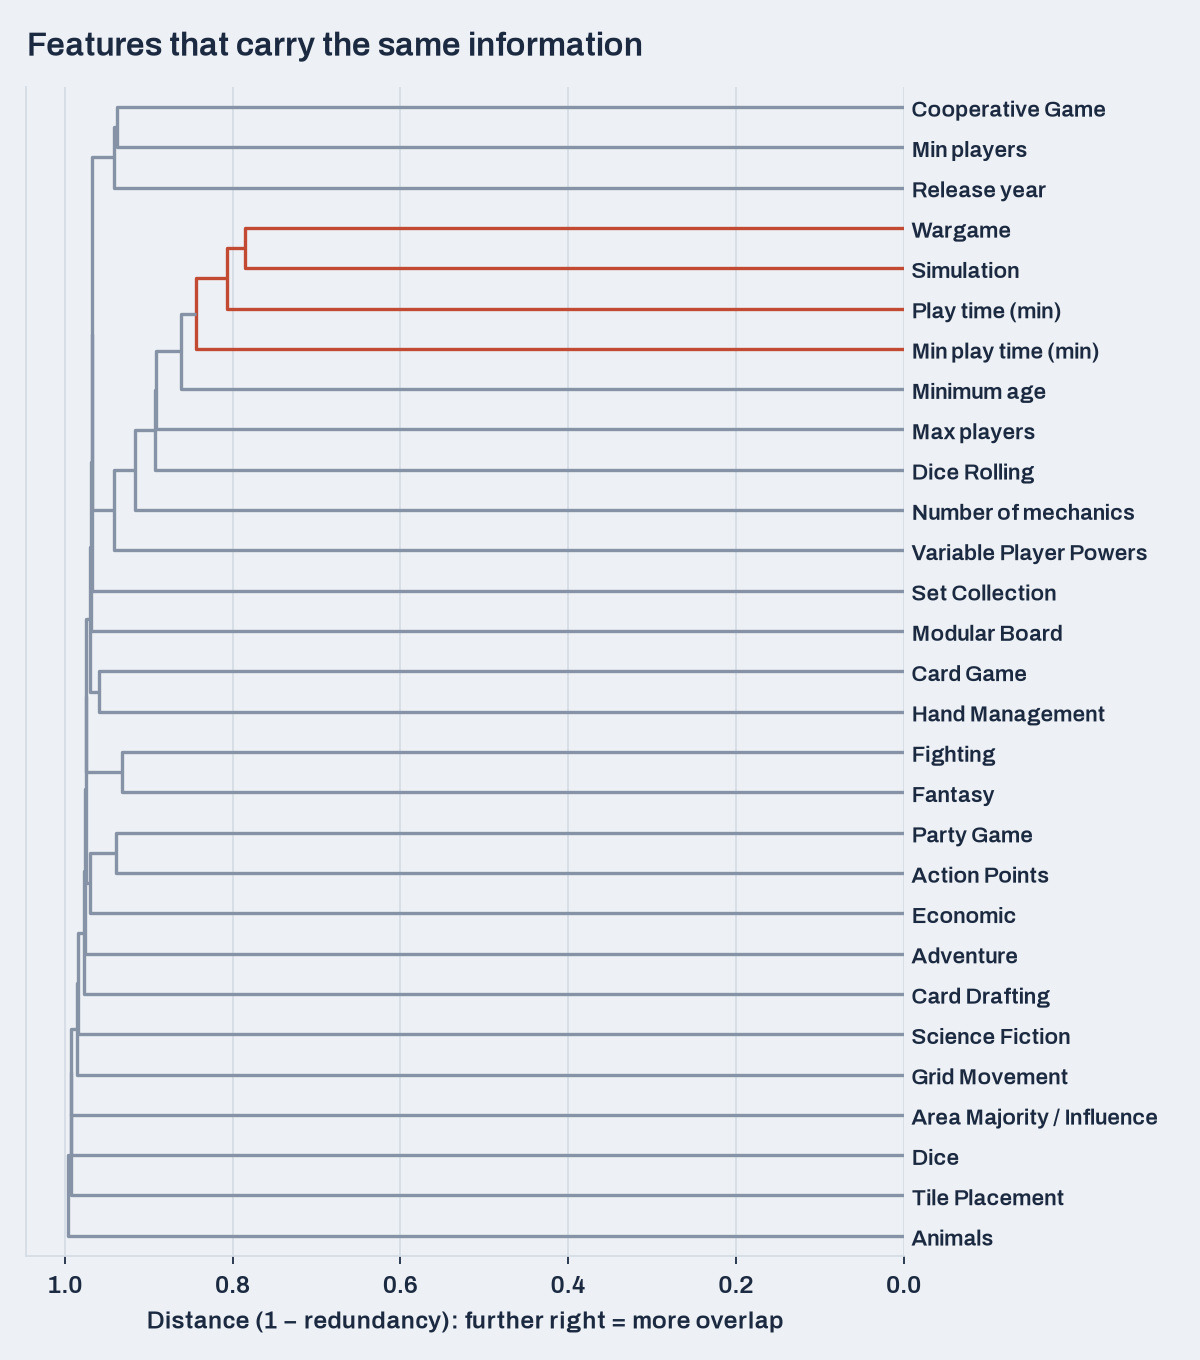 Features that carry the same information
Cooperative Game
Min players
Release year
Wargame
Simulation
Play time (min)
Min play time (min)
Minimum age
Max players
Dice Rolling
Number of mechanics
Variable Player Powers
Set Collection
Modular Board
Card Game
Hand Management
Fighting
Fantasy
Party Game
Action Points
Economic
Adventure
Card Drafting
Science Fiction
Grid Movement
Area Majority / Influence
Dice
Tile Placement
Animals
1.0 0.8 0.6 0.4 0.2 0.0
Distance (1 – redundancy): further right = more overlap